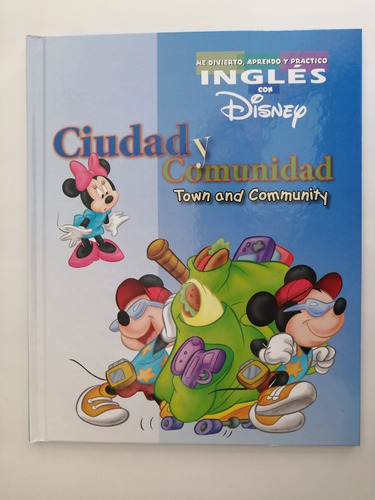 ME DIVIERTO, APRENDO Y PRACTICO
INGLÉS
CON
DISNEY
Ciudad y
Comunidad
Town and Community